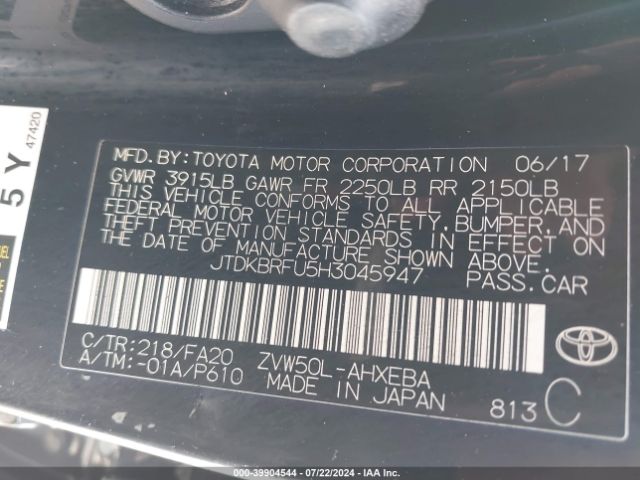 5 Y
47420
MFD.BY:TOYOTA MOTOR CORPORATION 06/17
GVWR 3915LB GAWR FR 2250LB RR 2150LB
THIS VEHICLE CONFORMS TO ALL APPLICABLE
FEDERAL MOTOR VEHICLE SAFETY,BUMPER,AND
THEFT PREVENTION STANDARDS IN EFFECT ON
THE DATE OF MANUFACTURE SHOWN ABOVE.
JTDKBRFU5H3045947 PASS.CAR
C/TR:218/FA20 ZVW50L-AHXEBA
A/TM:-01A/P610 MADE IN JAPAN 813 C
CONNECTION: #39904544 / 07/22/2024 / IAAI.COM